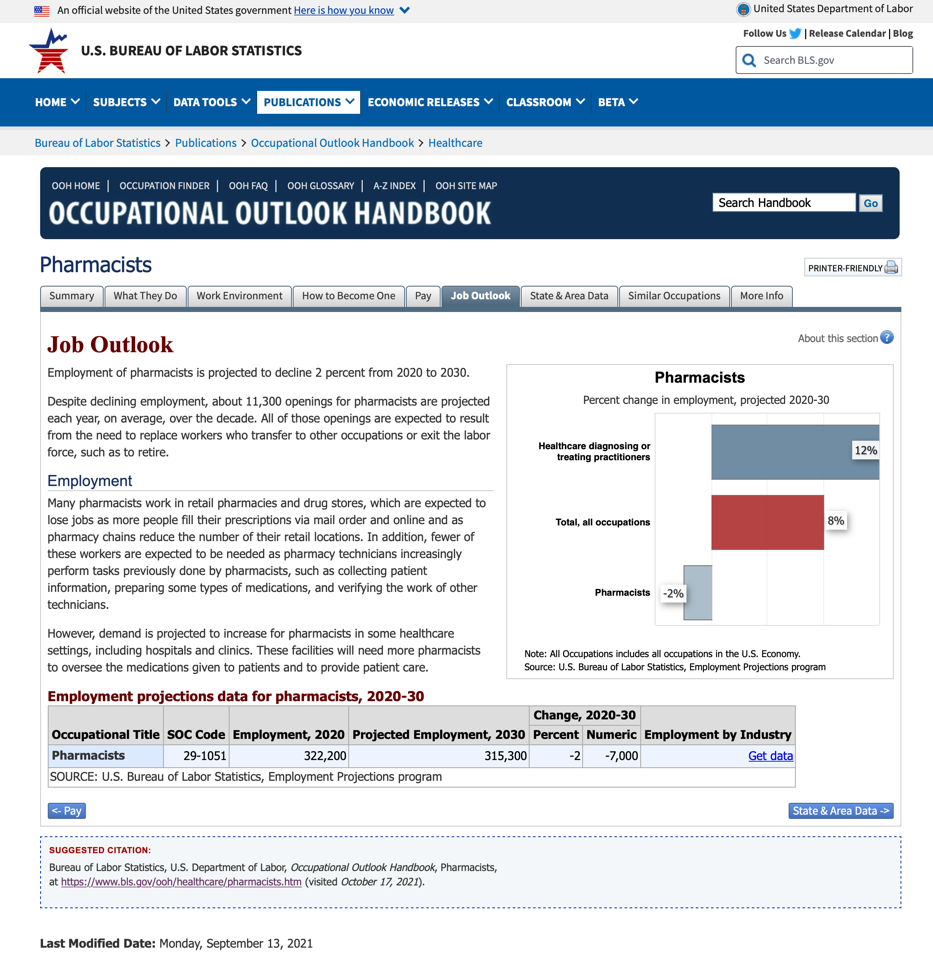 An official website of the United States government Here is how you know
United States Department of Labor
Follow Us | Release Calendar | Blog
U.S. BUREAU OF LABOR STATISTICS
Search BLS.gov
HOME SUBJECTS DATA TOOLS PUBLICATIONS ECONOMIC RELEASES CLASSROOM BETA
Bureau of Labor Statistics > Publications > Occupational Outlook Handbook > Healthcare
OOH HOME | OCCUPATION FINDER | OOH FAQ | OOH GLOSSARY | A-Z INDEX | OOH SITE MAP
OCCUPATIONAL OUTLOOK HANDBOOK
Search Handbook Go
Pharmacists
PRINTER-FRIENDLY
Summary What They Do Work Environment How to Become One Pay Job Outlook State & Area Data Similar Occupations More Info
About this section ?
Job Outlook
Employment of pharmacists is projected to decline 2 percent from 2020 to 2030.
Despite declining employment, about 11,300 openings for pharmacists are projected
each year, on average, over the decade. All of those openings are expected to result
from the need to replace workers who transfer to other occupations or exit the labor
force, such as to retire.
Employment
Many pharmacists work in retail pharmacies and drug stores, which are expected to
lose jobs as more people fill their prescriptions via mail order and online and as
pharmacy chains reduce the number of their retail locations. In addition, fewer of
these workers are expected to be needed as pharmacy technicians increasingly
perform tasks previously done by pharmacists, such as collecting patient
information, preparing some types of medications, and verifying the work of other
technicians.
However, demand is projected to increase for pharmacists in some healthcare
settings, including hospitals and clinics. These facilities will need more pharmacists
to oversee the medications given to patients and to provide patient care.
Pharmacists
Percent change in employment, projected 2020-30
Healthcare diagnosing or
treating practitioners
12%
Total, all occupations
8%
Pharmacists
-2%
Note: All Occupations includes all occupations in the U.S. Economy.
Source: U.S. Bureau of Labor Statistics, Employment Projections program
Employment projections data for pharmacists, 2020-30
Change, 2020-30
Occupational Title SOC Code Employment, 2020 Projected Employment, 2030 Percent Numeric Employment by Industry
Pharmacists 29-1051 322,200 315,300 -2 -7,000 Get data
SOURCE: U.S. Bureau of Labor Statistics, Employment Projections program
<- Pay
State & Area Data ->
SUGGESTED CITATION:
Bureau of Labor Statistics, U.S. Department of Labor, Occupational Outlook Handbook, Pharmacists,
at https://www.bls.gov/ooh/healthcare/pharmacists.htm (visited October 17, 2021).
Last Modified Date: Monday, September 13, 2021